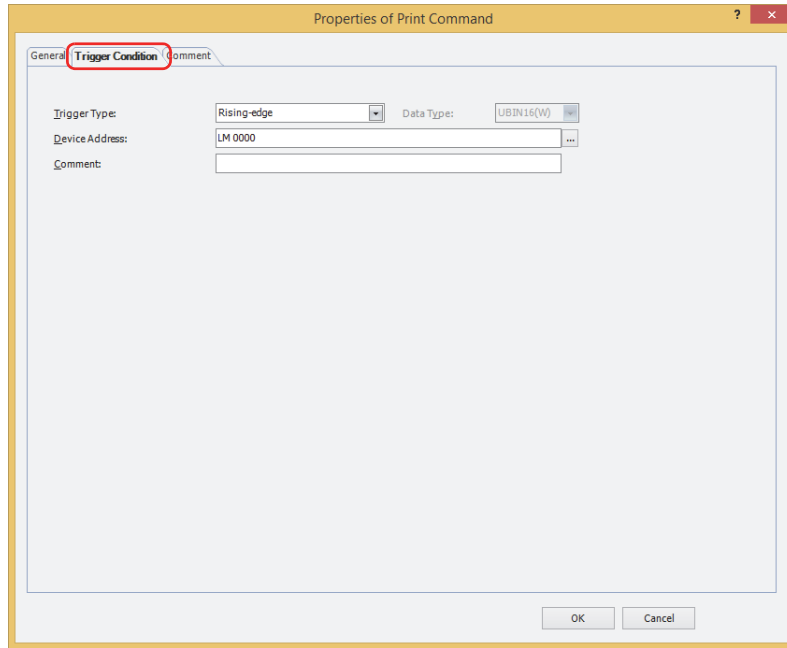 Properties of Print Command
? ×
General Trigger Condition Comment
Trigger Type: Rising-edge Data Type: UBIN16(W)
Device Address: LM 0000 ...
Comment:
OK Cancel